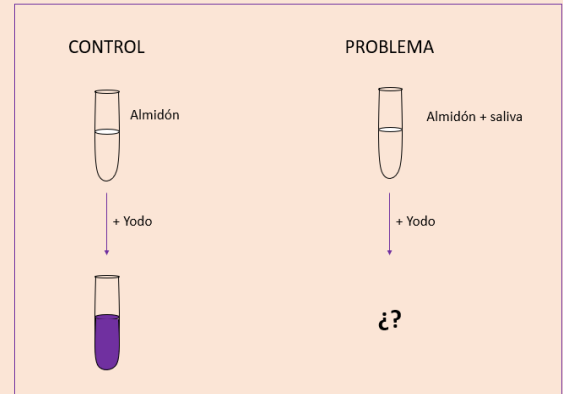 CONTROL
PROBLEMA
Almidón
Almidón + saliva
+ Yodo
+ Yodo
¿?